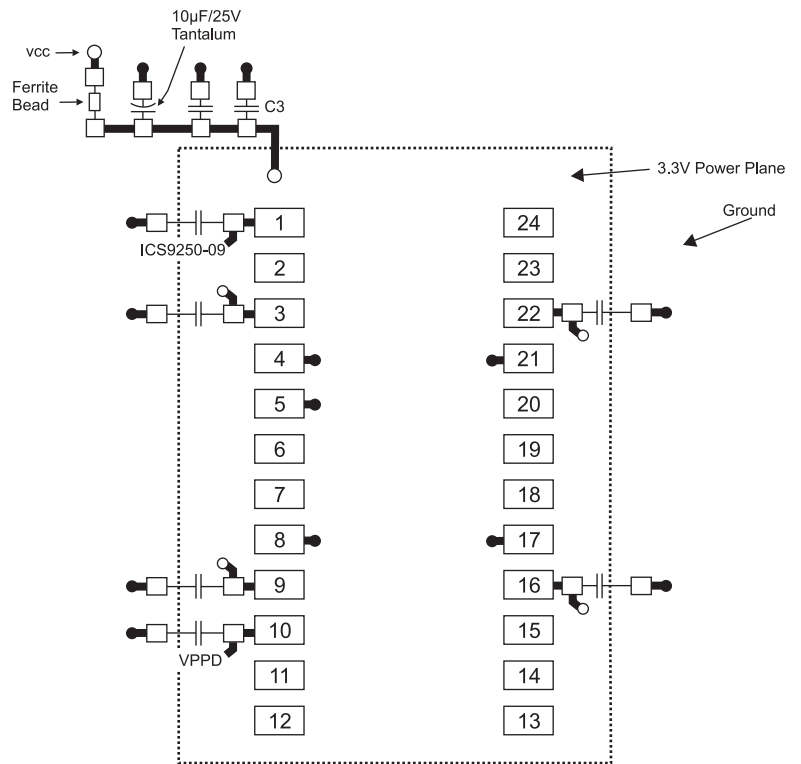 10µF/25V
Tantalum
vcc
Ferrite
Bead
C3
3.3V Power Plane
Ground
1
24
ICS9250-09
2
23
3
22
4
21
5
20
6
19
7
18
8
17
9
16
10
15
VPPD
11
14
12
13